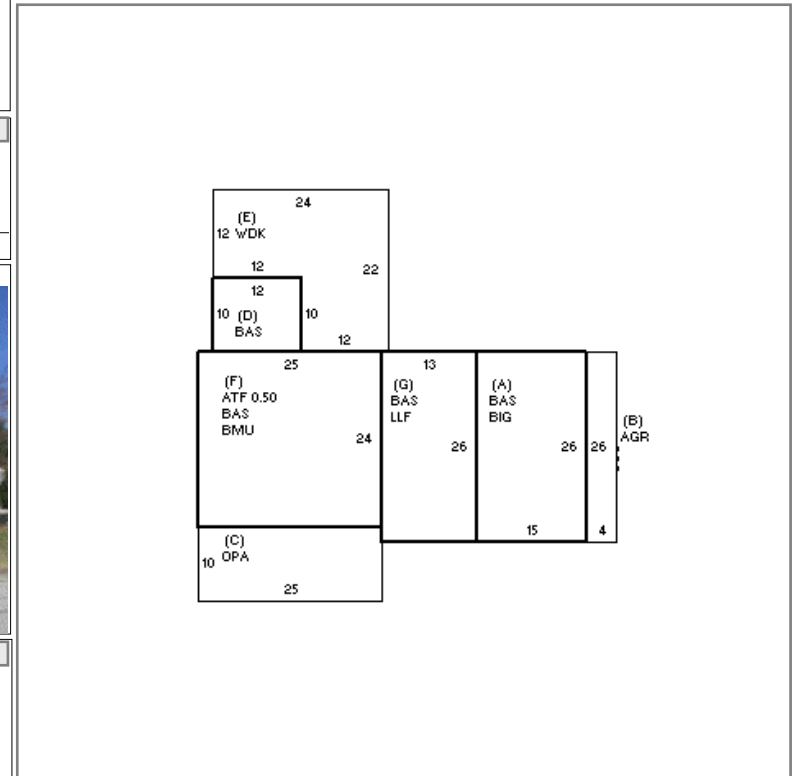 24
(E)
12 WDK
12
22
12
10 (D)
BAS
10
12
25
(F)
ATF 0.50
BAS
BMU
24
13
(G)
BAS
LLF
26
(A)
BAS
BIG
26
15
26
4
(B)
AGR
(C)
10 OPA
25